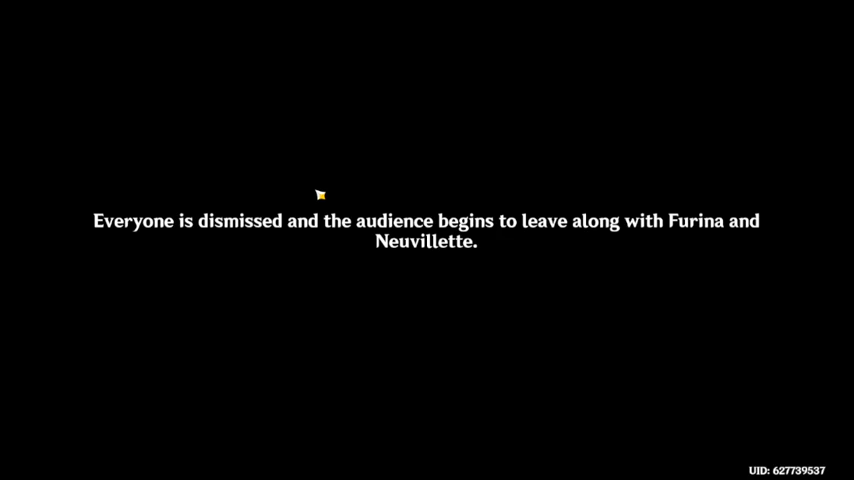 Everyone is dismissed and the audience begins to leave along with Furina and
Neuvillette.
UID: 627739537